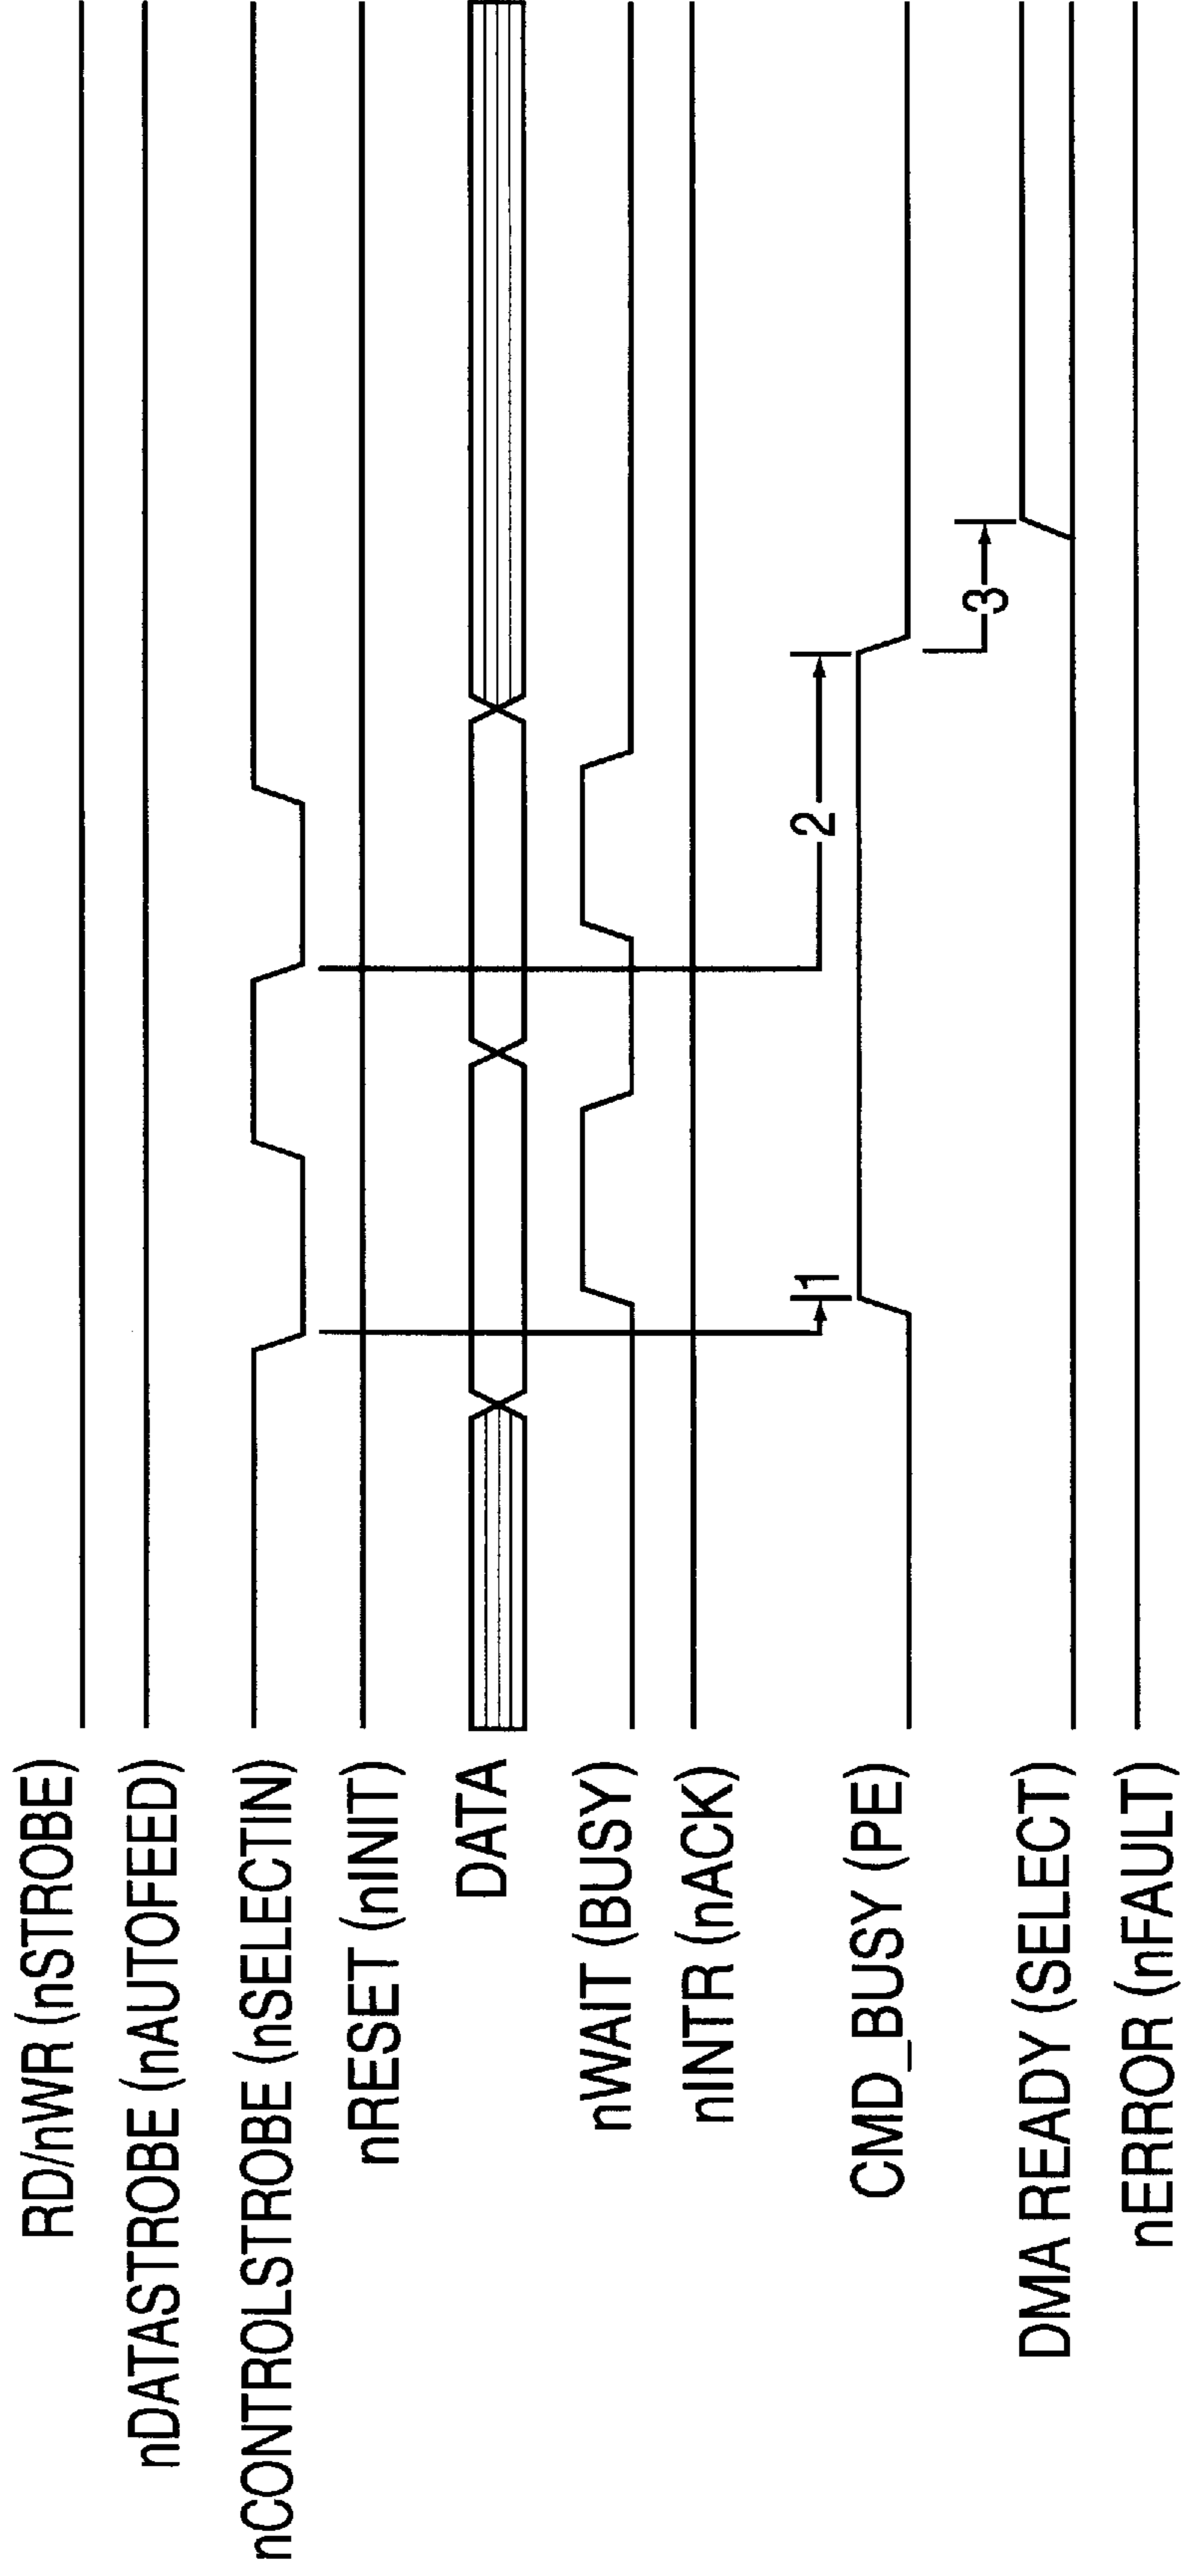 RD/nWR (nSTROBE)
nDATASTROBE (nAUTOFEED)
nCONTROLSTROBE (nSELECTIN)
nRESET (nINIT)
DATA
nWAIT (BUSY)
nINTR (nACK)
1
2
CMD_BUSY (PE)
3
DMA READY (SELECT)
nERROR (nFAULT)